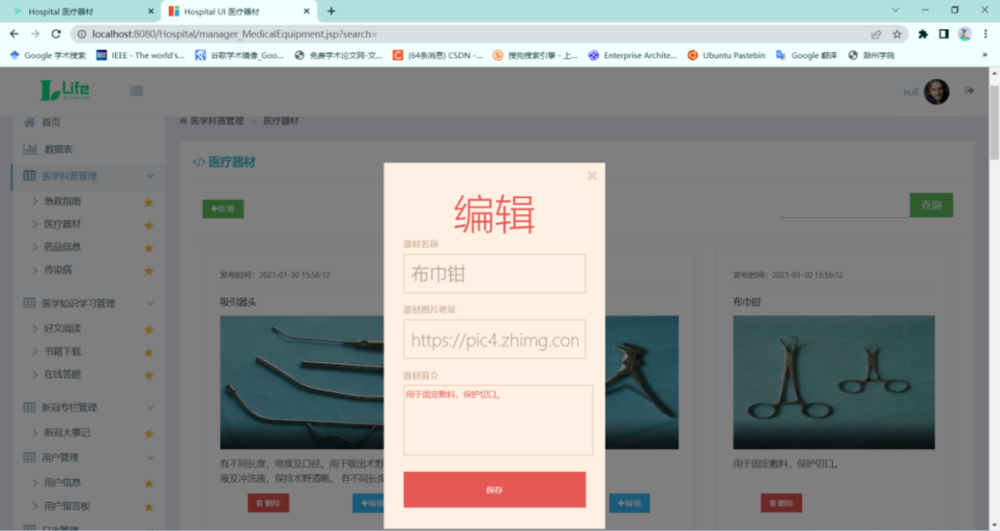 Hospital 医疗器材
Hospital UI 医疗器材
localhost:8080/Hospital/manager_MedicalEquipment.jsp?search=
Google 学术搜索
IEEE - The world's...
谷歌学术镜像_Goo...
免费学术论文网-文...
(64条消息) CSDN -...
搜狗搜索引擎 - 上...
Enterprise Archite...
Ubuntu Pastebin
Google 翻译
滁州学院
»
Life
null
首页
数据表
医学科普管理
急救指南
医疗器材
药品信息
传染病
医学知识学习管理
好文阅读
书籍下载
在线答题
新冠专栏管理
新冠大事记
用户管理
用户信息
用户留言板
日志管理
医学科普管理 > 医疗器材
</> 医疗器材
新增
查询
发布时间：2021-01-30 15:56:12
吸引器头
有不同长度，弯度及口径。用于吸出术野
液及冲洗液，保持术野清晰。 有不同长度
删除
编辑
编辑
发布时间：2021-01-30 15:56:12
布巾钳
用于固定敷料，保护切口。
删除
编辑
器材名称
布巾钳
器材图片地址
https://pic4.zhimg.con
器材简介
用于固定敷料，保护切口。
保存